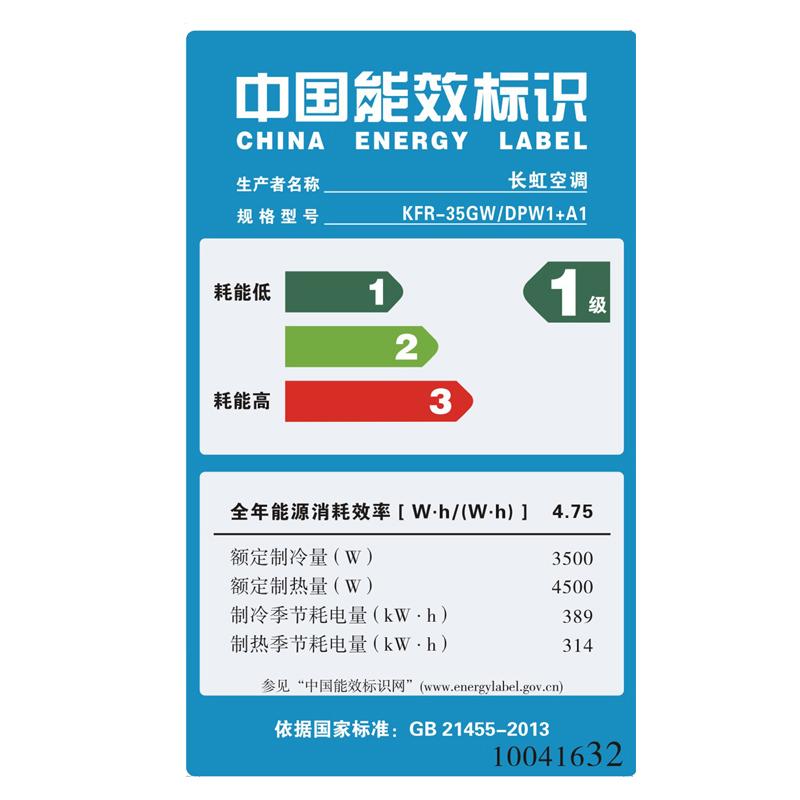 中国能效标识
CHINA ENERGY LABEL
生产者名称 长虹空调
规格型号 KFR-35GW/DPW1+A1
耗能低 1 1级
2
耗能高 3
全年能源消耗效率[W·h/(W·h)] 4.75
额定制冷量(W) 3500
额定制热量(W) 4500
制冷季节耗电量(kW·h) 389
制热季节耗电量(kW·h) 314
参见“中国能效标识网”(www.energylabel.gov.cn)
依据国家标准：GB 21455-2013
10041632